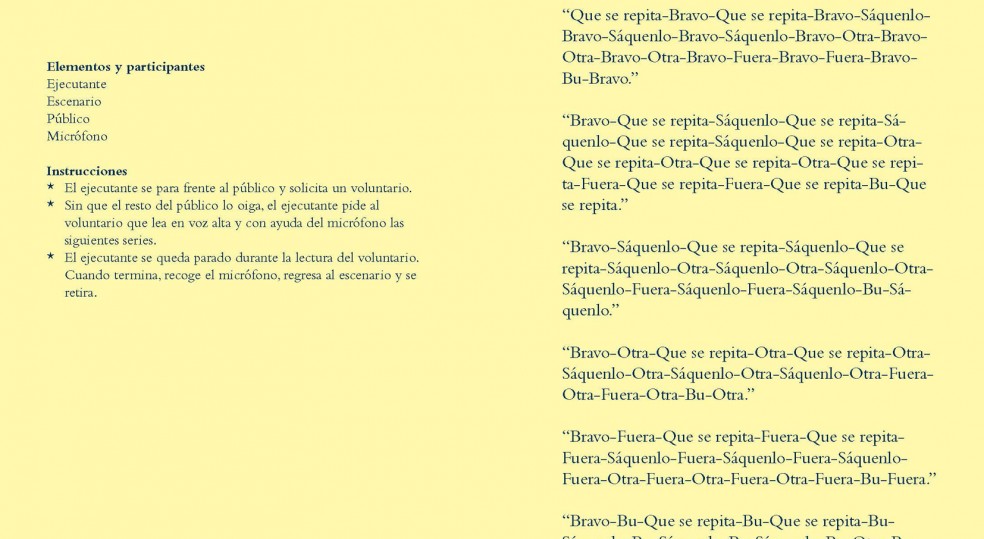 Elementos y participantes
Ejecutante
Escenario
Público
Micrófono
Instrucciones
* El ejecutante se para frente al público y solicita un voluntario.
* Sin que el resto del público lo oiga, el ejecutante pide al
voluntario que lea en voz alta y con ayuda del micrófono las
siguientes series.
* El ejecutante se queda parado durante la lectura del voluntario.
Cuando termina, recoge el micrófono, regresa al escenario y se
retira.
“Que se repita-Bravo-Que se repita-Bravo-Sáquenlo-
Bravo-Sáquenlo-Bravo-Sáquenlo-Bravo-Otra-Bravo-
Otra-Bravo-Otra-Bravo-Fuera-Bravo-Fuera-Bravo-
Bu-Bravo.”
“Bravo-Que se repita-Sáquenlo-Que se repita-Sá-
quenlo-Que se repita-Sáquenlo-Que se repita-Otra-
Que se repita-Otra-Que se repita-Otra-Que se repi-
ta-Fuera-Que se repita-Fuera-Que se repita-Bu-Que
se repita.”
“Bravo-Sáquenlo-Que se repita-Sáquenlo-Que se
repita-Sáquenlo-Otra-Sáquenlo-Otra-Sáquenlo-Otra-
Sáquenlo-Fuera-Sáquenlo-Fuera-Sáquenlo-Bu-Sá-
quenlo.”
“Bravo-Otra-Que se repita-Otra-Que se repita-Otra-
Sáquenlo-Otra-Sáquenlo-Otra-Sáquenlo-Otra-Fuera-
Otra-Fuera-Otra-Bu-Otra.”
“Bravo-Fuera-Que se repita-Fuera-Que se repita-
Fuera-Sáquenlo-Fuera-Sáquenlo-Fuera-Sáquenlo-
Fuera-Otra-Fuera-Otra-Fuera-Otra-Fuera-Bu-Fuera.”
“Bravo-Bu-Que se repita-Bu-Que se repita-Bu-